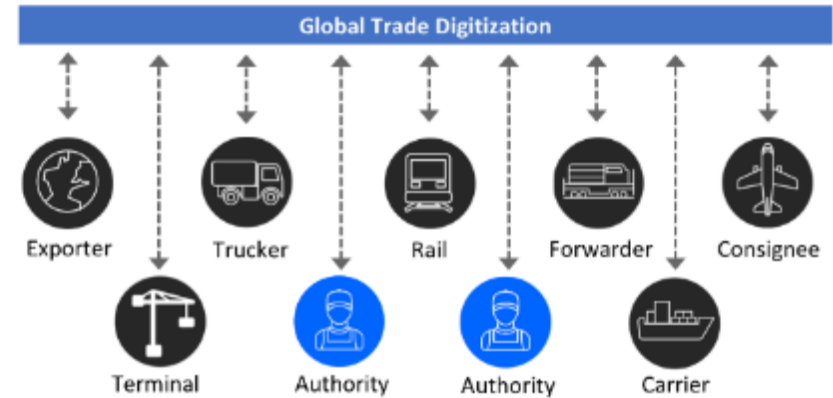 Global Trade Digitization
Exporter
Trucker
Rail
Forwarder
Consignee
Terminal
Authority
Authority
Carrier